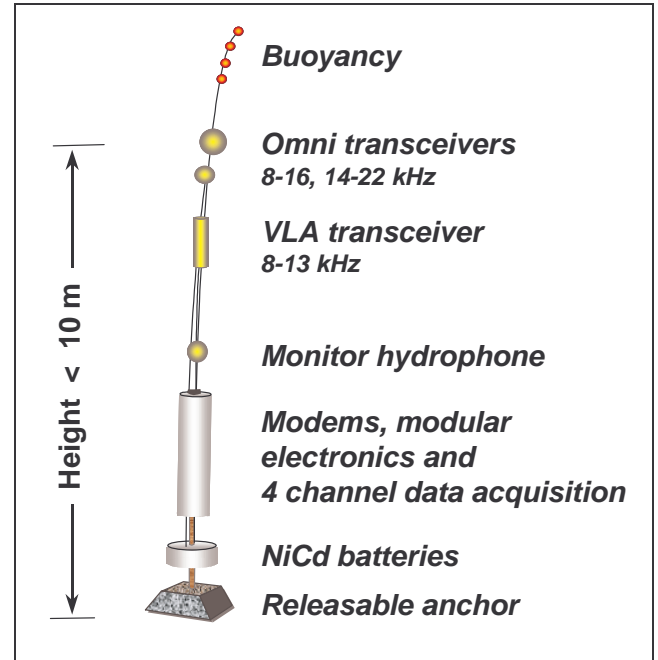 Buoyancy
Omni transceivers
8-16, 14-22 kHz
VLA transceiver
8-13 kHz
Height < 10 m
Monitor hydrophone
Modems, modular
electronics and
4 channel data acquisition
NiCd batteries
Releasable anchor